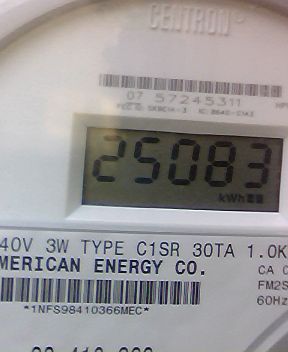 CENTRON®
07 57245311
25083
kWh
40V 3W TYPE C1SR 30TA 1.0K
MERICAN ENERGY CO.
CA 0
FM2S
60Hz
*1NFS98410366MEC*